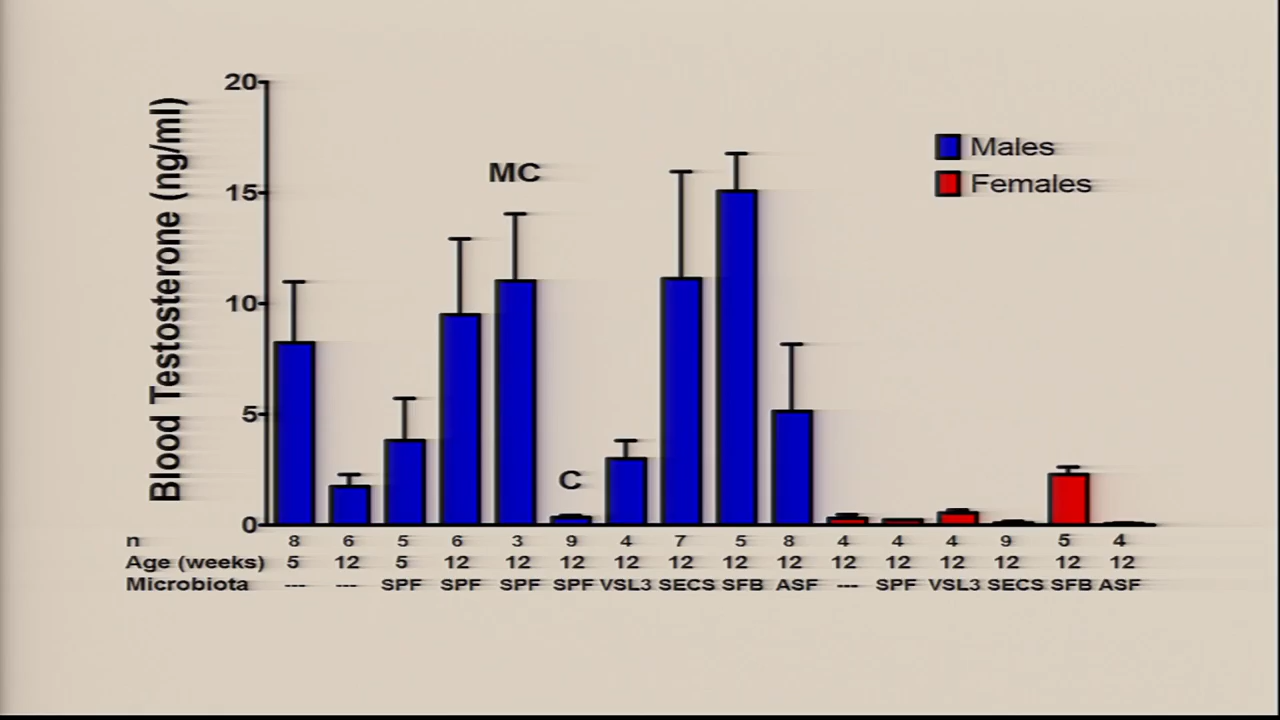 20
15
10
5
0
Blood Testosterone (ng/ml)
MC
C
Males
Females
n 8 6 5 6 3 9 4 7 5 8 4 4 4 9 5 4
Age (weeks) 5 12 5 12 12 12 12 12 12 12 12 12 12 12 12 12
Microbiota --- --- SPF SPF SPF SPF VSL3 SECS SFB ASF --- SPF VSL3 SECS SFB ASF